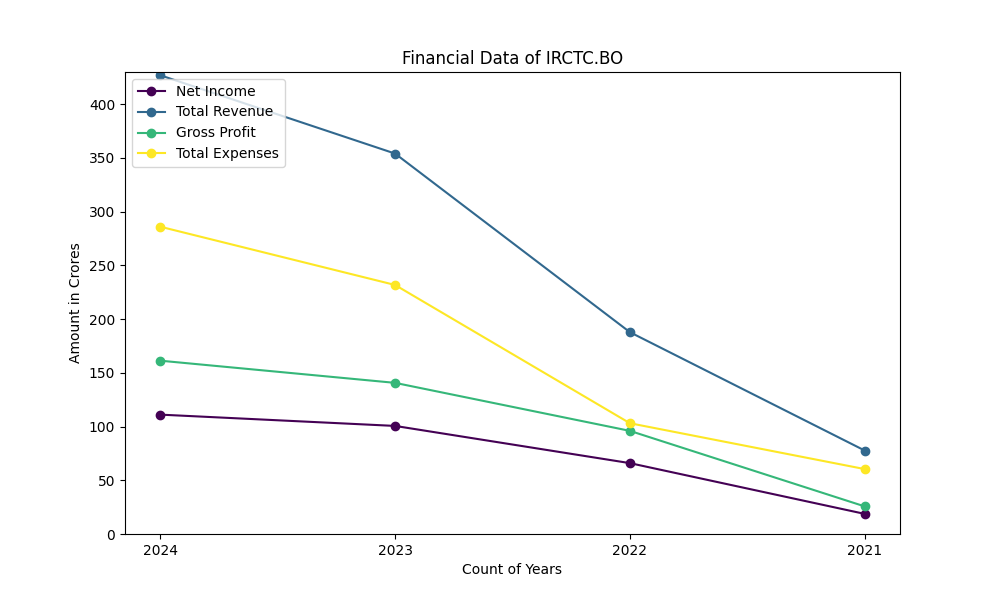 Financial Data of IRCTC.BO
Net Income
Total Revenue
Gross Profit
Total Expenses
400
350
300
250
200
150
100
50
0
Amount in Crores
2024 2023 2022 2021
Count of Years